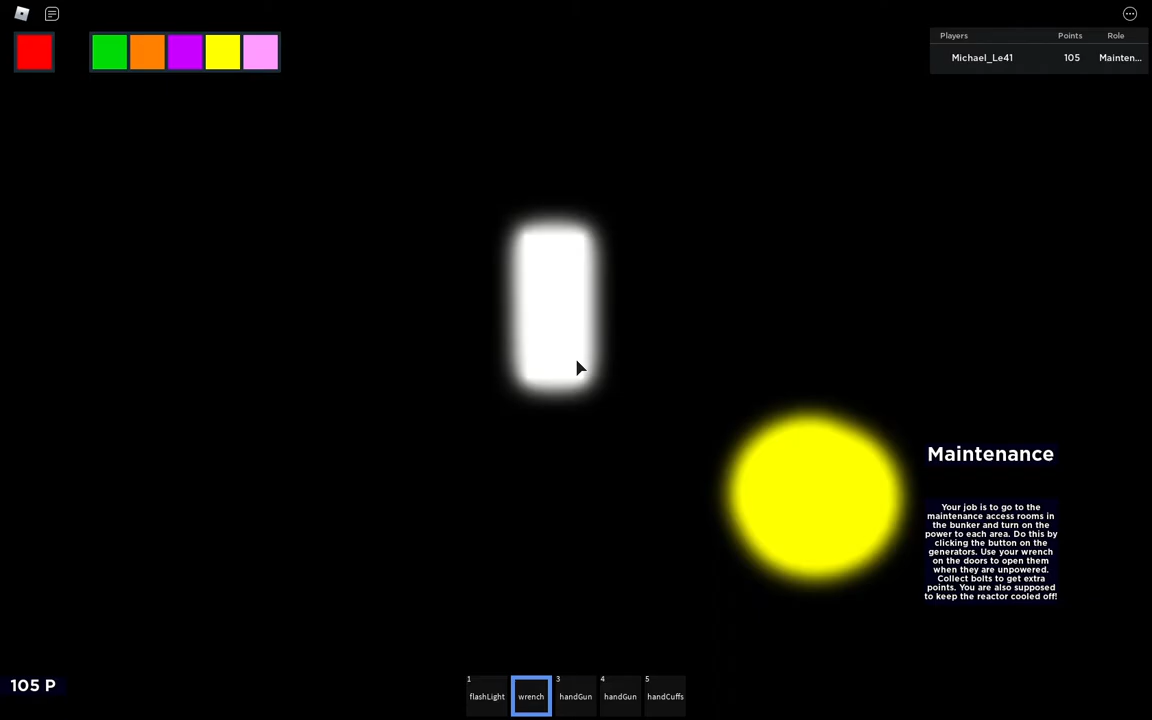 Players Points Role
Michael_Le41 105 Mainten...
Maintenance
Your job is to go to the
maintenance access rooms in
the bunker and turn on the
power to each area. Do this by
clicking the button on the
generators. Use your wrench
on the doors to open them
when they are unpowered.
Collect bolts to get extra
points. You are also supposed
to keep the reactor cooled off!
105 P
1 3 4 5
flashLight wrench handGun handGun handCuffs